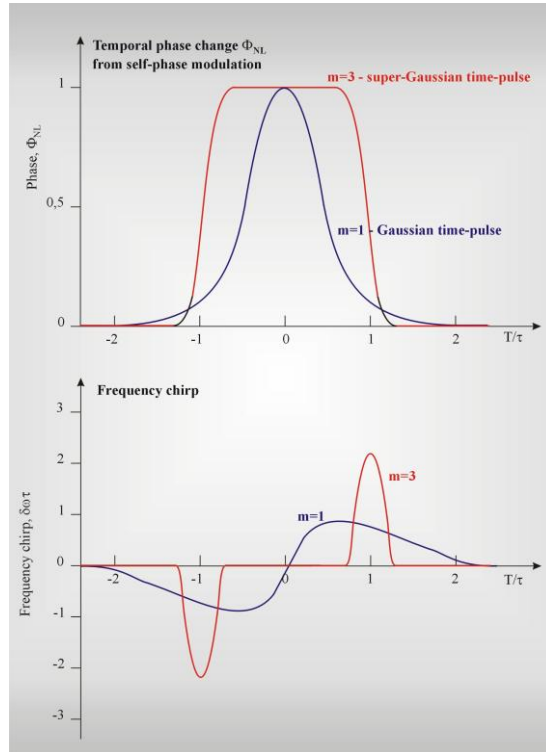 Temporal phase change ΦNL
from self-phase modulation
m=3 - super-Gaussian time-pulse
1
Phase, ΦNL
0,5
m=1 - Gaussian time-pulse
0
-2 -1 0 1 2 T/τ
Frequency chirp
3
2
m=3
m=1
1
Frequency chirp, δωτ
0
-2 -1 0 1 2 T/τ
-1
-2
-3